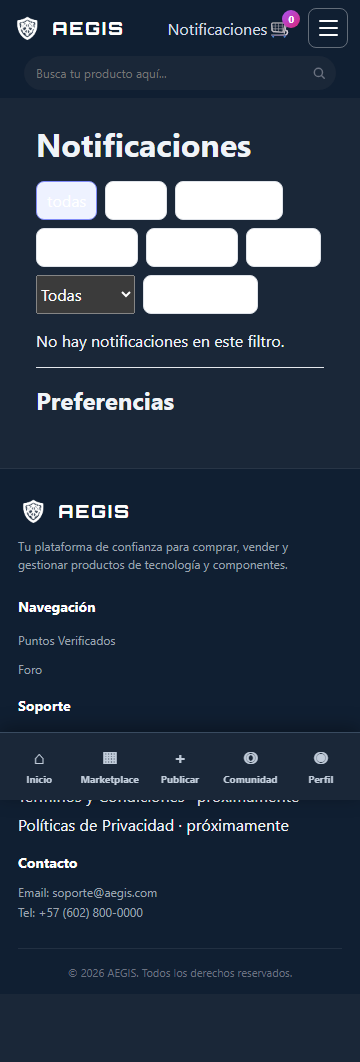 AEGIS
Notificaciones
0
Busca tu producto aquí...
Notificaciones
todas
Todas
No hay notificaciones en este filtro.
Preferencias
AEGIS
Tu plataforma de confianza para comprar, vender y
gestionar productos de tecnología y componentes.
Navegación
Puntos Verificados
Foro
Soporte
Inicio
Marketplace
Publicar
Comunidad
Perfil
Términos y Condiciones · próximamente
Políticas de Privacidad · próximamente
Contacto
Email: soporte@aegis.com
Tel: +57 (602) 800-0000
© 2026 AEGIS. Todos los derechos reservados.